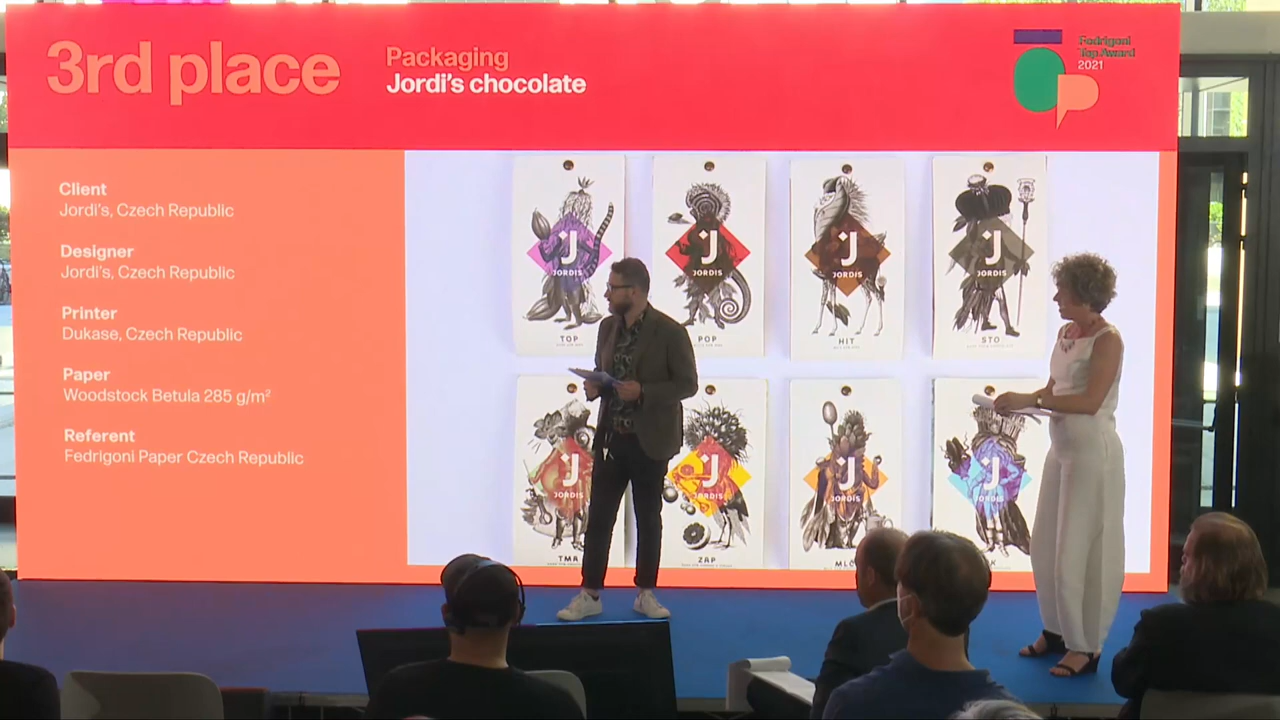 3rd place
Packaging
Jordi's chocolate
Fedrigoni
Top Award
2021
Client
Jordi's, Czech Republic
Designer
Jordi's, Czech Republic
Printer
Dukase, Czech Republic
Paper
Woodstock Betula 285 g/m²
Referent
Fedrigoni Paper Czech Republic
J
JORDIS
TOP
J
JORDIS
POP
J
JORDIS
HIT
J
JORDIS
STO
J
JORDIS
TMA
J
JORDIS
ZAP
J
JORDIS
J
JORDIS